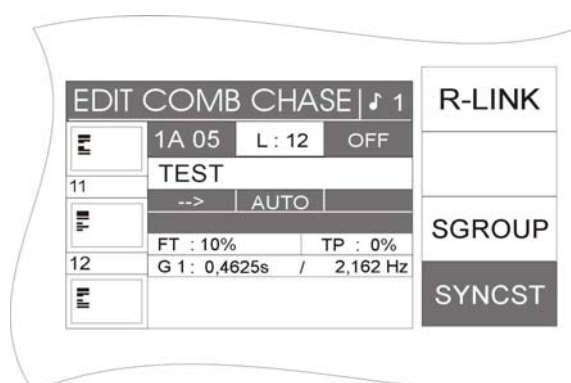 EDIT COMB CHASE | ♪ 1
R-LINK
1A 05 L : 12 OFF
TEST
11
--> AUTO
SGROUP
FT : 10% TP : 0%
12
G 1 : 0,4625s / 2,162 Hz
SYNCST